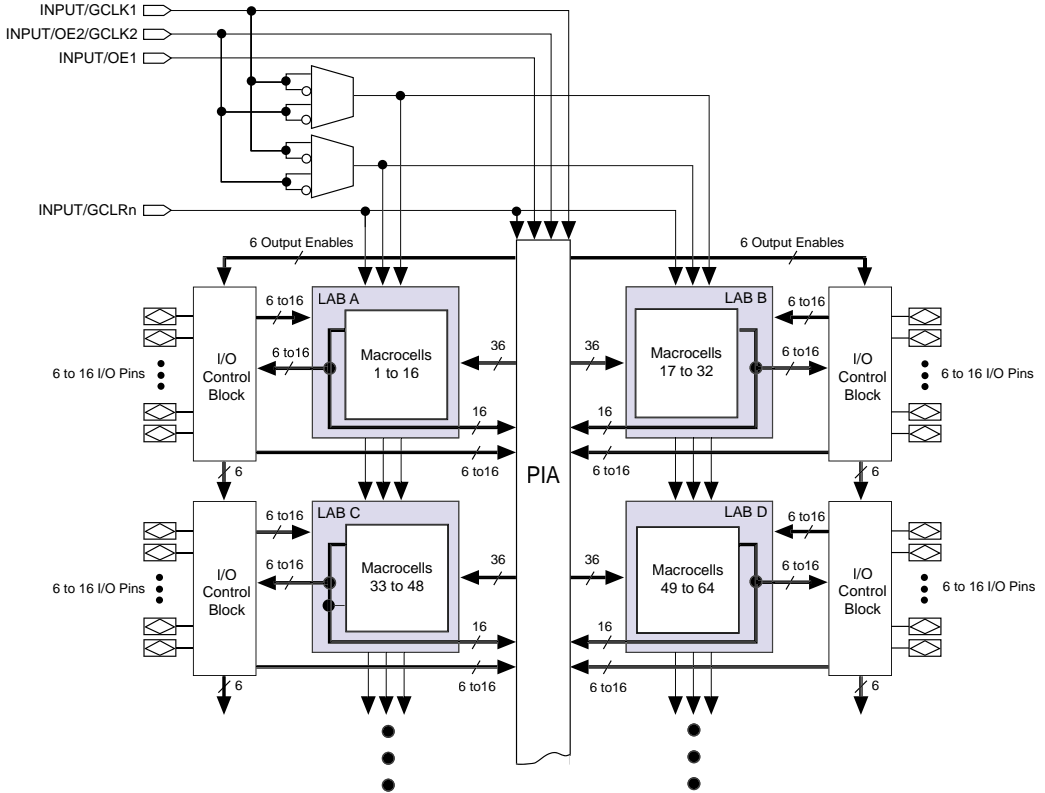 INPUT/GCLK1
INPUT/OE2/GCLK2
INPUT/OE1
INPUT/GCLRn
6 Output Enables
6 Output Enables
LAB A
LAB B
6 to16
6 to16
Macrocells
1 to 16
Macrocells
17 to 32
36
36
6 to16
6 to16
I/O
Control
Block
I/O
Control
Block
6 to 16 I/O Pins
6 to 16 I/O Pins
16
16
6 to16
6 to16
6
6
PIA
LAB C
LAB D
6 to16
6 to16
Macrocells
33 to 48
Macrocells
49 to 64
36
36
6 to16
6 to16
I/O
Control
Block
I/O
Control
Block
6 to 16 I/O Pins
6 to 16 I/O Pins
16
16
6 to16
6 to16
6
6